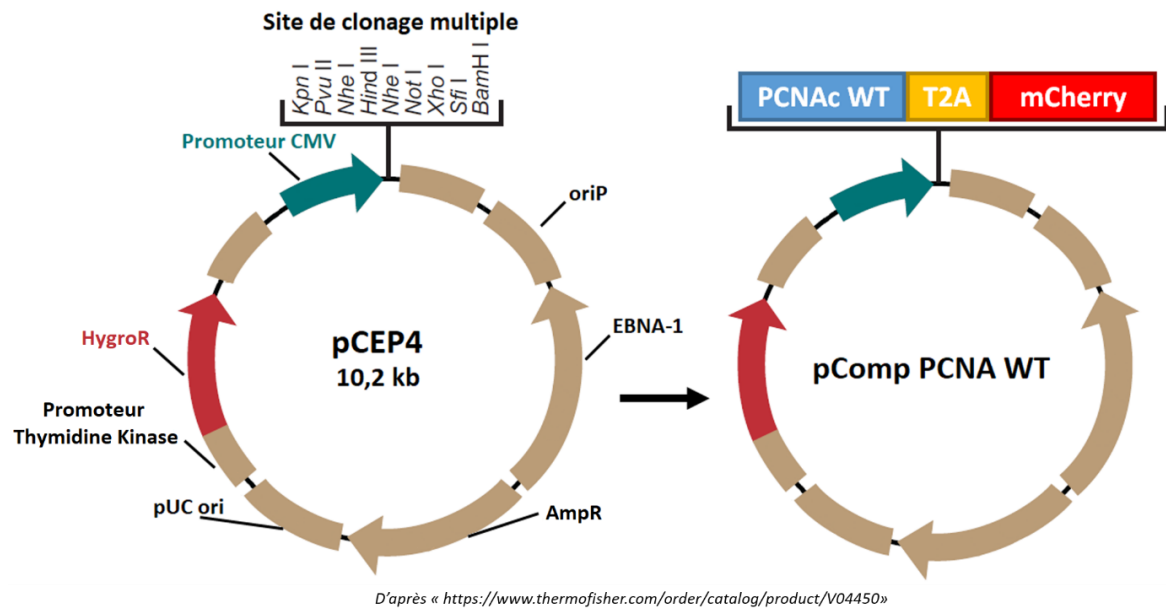 Site de clonage multiple
Kpn I
Pvu II
Nhe I
Hind III
Nhe I
Not I
Xho I
Sfi I
BamH I
PCNAc WT
T2A
mCherry
Promoteur CMV
oriP
HygroR
pCEP4
10,2 kb
EBNA-1
pComp PCNA WT
Promoteur
Thymidine Kinase
pUC ori
AmpR
D'après « https://www.thermofisher.com/order/catalog/product/V04450»